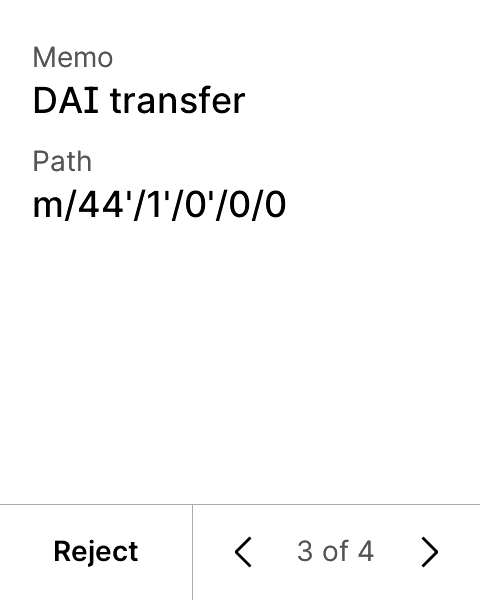 Memo
DAI transfer
Path
m/44'/1'/0'/0/0
Reject
3 of 4